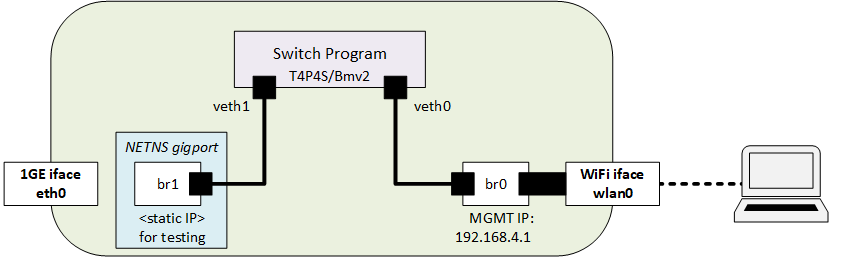 Switch Program
T4P4S/Bmv2
veth1
veth0
NETNS gigport
1GE iface
eth0
br1
<static IP>
for testing
br0
MGMT IP:
192.168.4.1
WiFi iface
wlan0